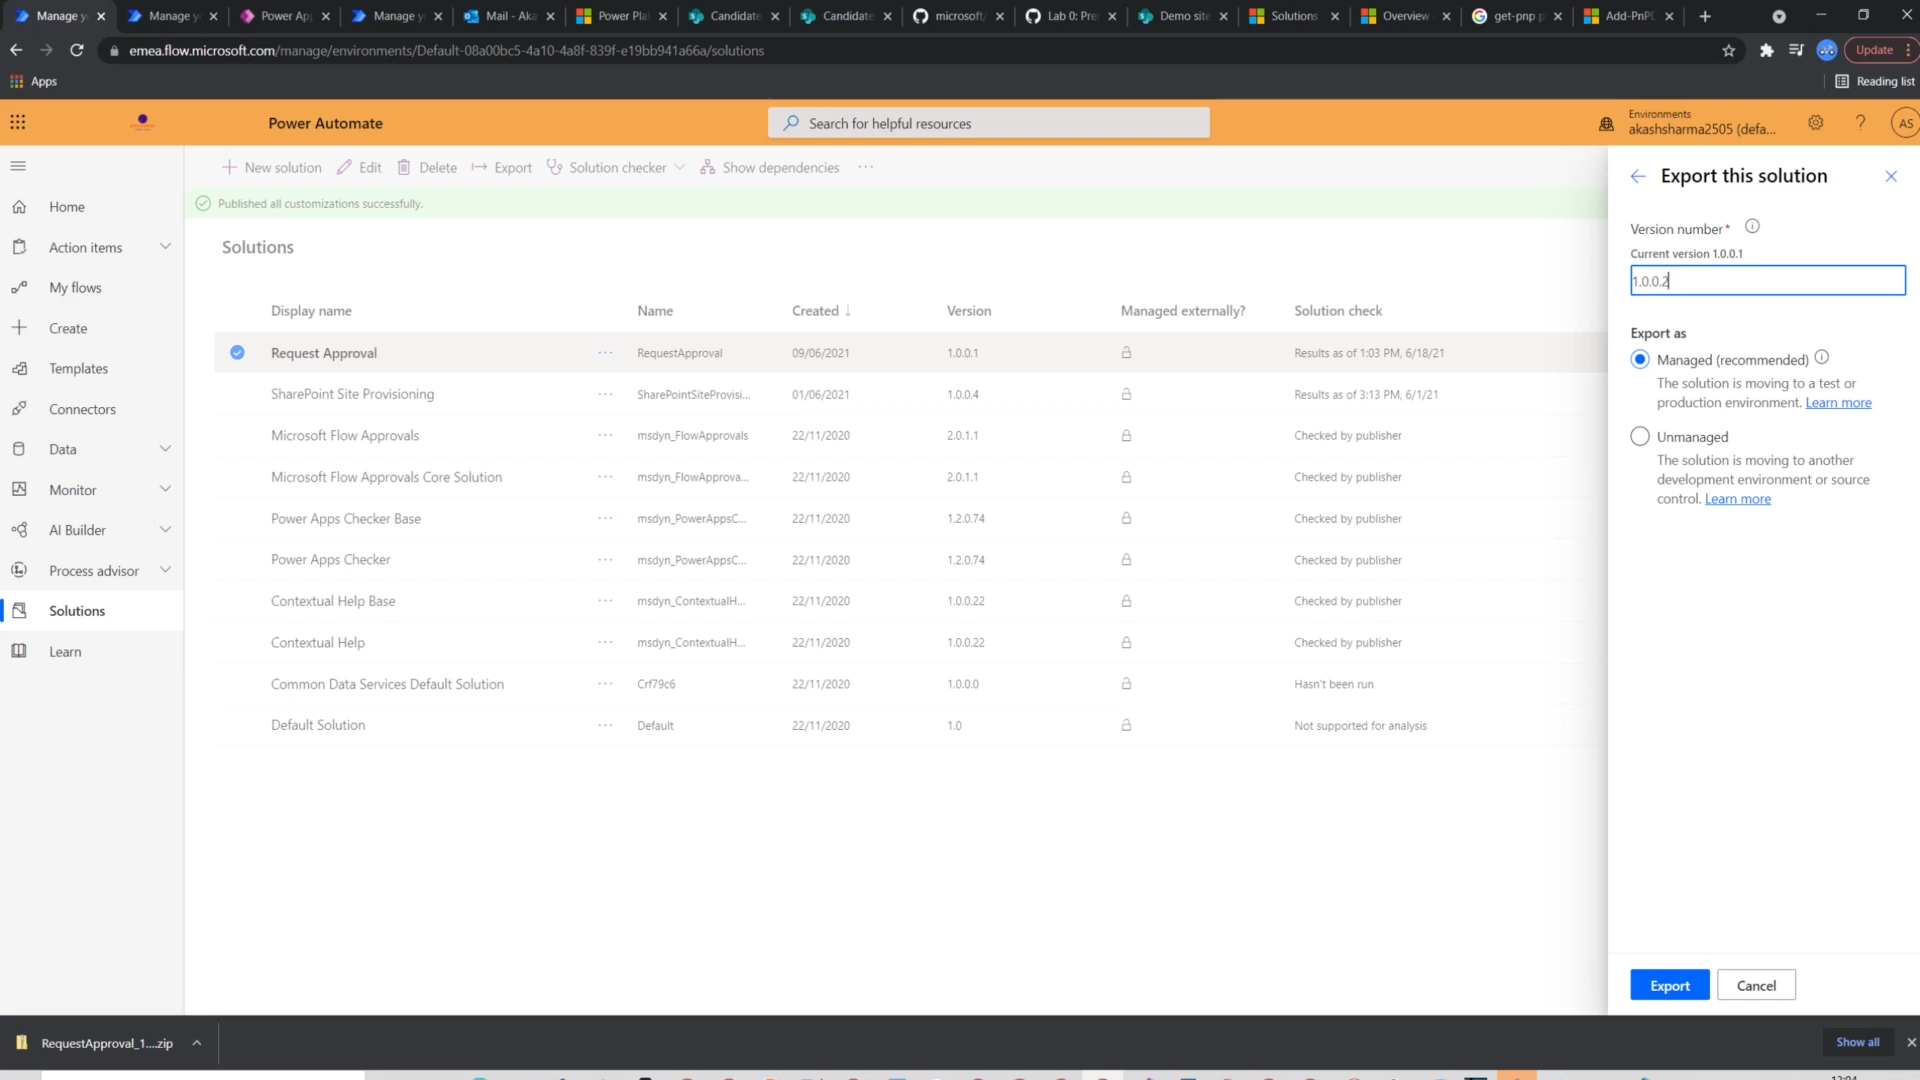 Manage y
Manage y
Power Ap
Manage y
Mail - Aka
Power Pla
Candidate
Candidate
microsoft/
Lab 0: Pre
Demo site
Solutions
Overview
get-pnp p
Add-PnP
emea.flow.microsoft.com/manage/environments/Default-08a00bc5-4a10-4a8f-839f-e19bb941a66a/solutions
Update
Apps
Reading list
Power Automate
Search for helpful resources
Environments
akashsharma2505 (defa...
AS
New solution
Edit
Delete
Export
Solution checker
Show dependencies
Published all customizations successfully.
Home
Action items
My flows
Create
Templates
Connectors
Data
Monitor
AI Builder
Process advisor
Solutions
Learn
Solutions
Display name Name Created Version Managed externally? Solution check
Request Approval ... RequestApproval 09/06/2021 1.0.0.1 Results as of 1:03 PM, 6/18/21
SharePoint Site Provisioning ... SharePointSiteProvisi... 01/06/2021 1.0.0.4 Results as of 3:13 PM, 6/1/21
Microsoft Flow Approvals ... msdyn_FlowApprovals 22/11/2020 2.0.1.1 Checked by publisher
Microsoft Flow Approvals Core Solution ... msdyn_FlowApprova... 22/11/2020 2.0.1.1 Checked by publisher
Power Apps Checker Base ... msdyn_PowerAppsC... 22/11/2020 1.2.0.74 Checked by publisher
Power Apps Checker ... msdyn_PowerAppsC... 22/11/2020 1.2.0.74 Checked by publisher
Contextual Help Base ... msdyn_ContextualH... 22/11/2020 1.0.0.22 Checked by publisher
Contextual Help ... msdyn_ContextualH... 22/11/2020 1.0.0.22 Checked by publisher
Common Data Services Default Solution ... Crf79c6 22/11/2020 1.0.0.0 Hasn't been run
Default Solution ... Default 22/11/2020 1.0 Not supported for analysis
Export this solution
Version number*
Current version 1.0.0.1
1.0.0.2
Export as
Managed (recommended)
The solution is moving to a test or
production environment. Learn more
Unmanaged
The solution is moving to another
development environment or source
control. Learn more
Export
Cancel
RequestApproval_1....zip
Show all